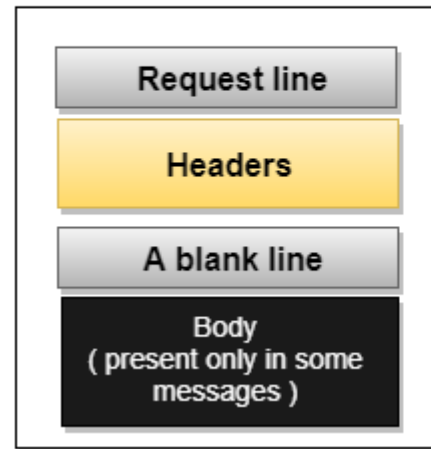 Request line
Headers
A blank line
Body
( present only in some
messages )